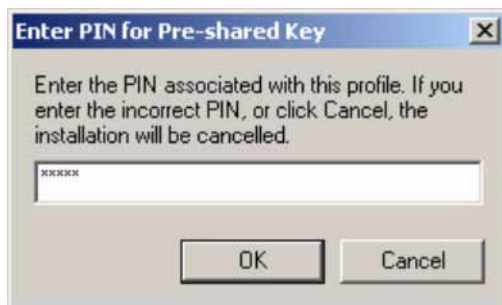 Enter PIN for Pre-shared Key
Enter the PIN associated with this profile. If you
enter the incorrect PIN, or click Cancel, the
installation will be cancelled.
xxxxx
OK
Cancel